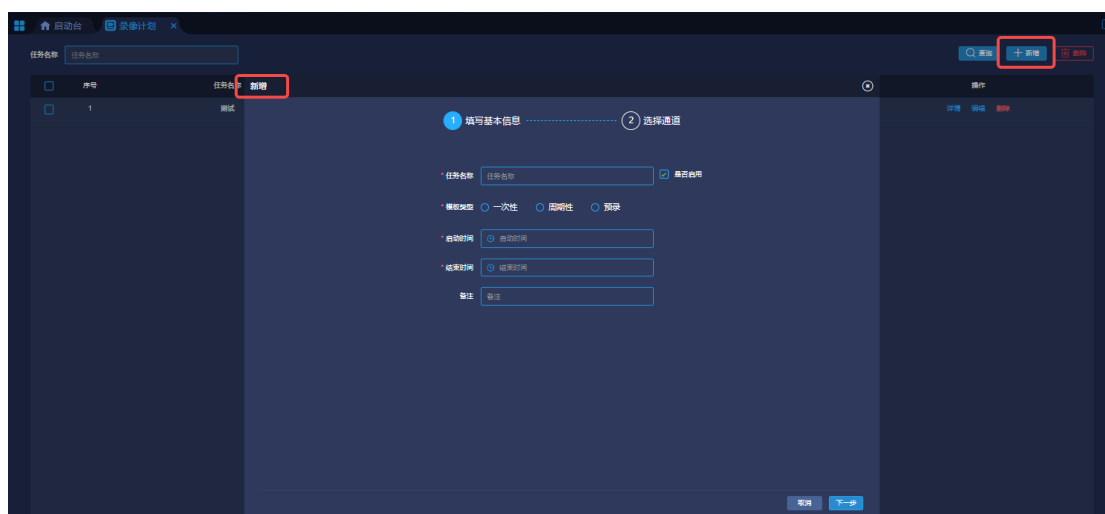 启动台 录像计划 ×
任务名称 任务名称 查询 新增 删除
序号 任务名称 新增 操作
1 测试 详情 编辑 删除
1 填写基本信息 2 选择通道
* 任务名称 任务名称 是否启用
* 模板类型 一次性 周期性 预录
* 启动时间 启动时间
* 结束时间 结束时间
备注 备注
取消 下一步